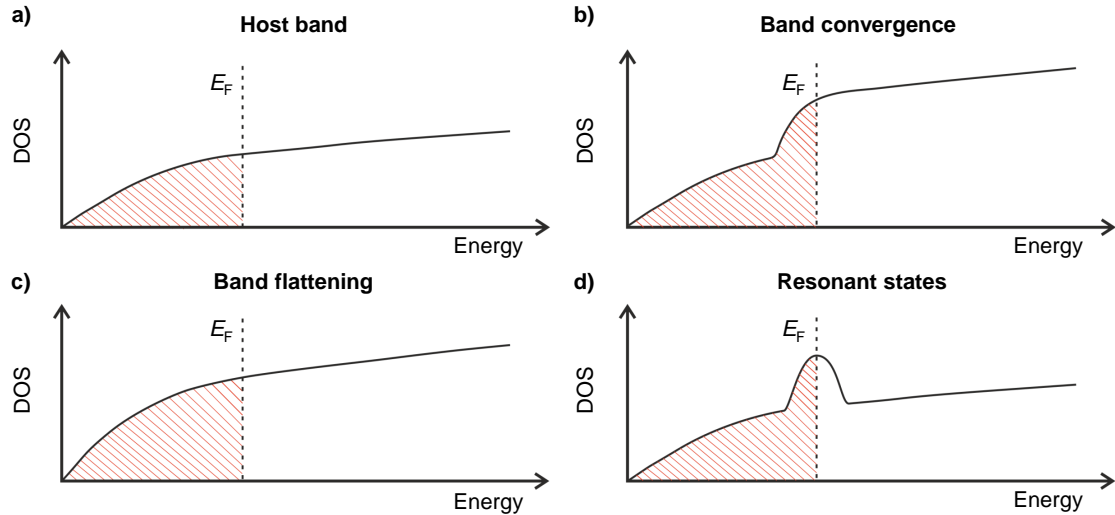 a)
Host band
E_F
DOS
Energy
b)
Band convergence
E_F
DOS
Energy
c)
Band flattening
E_F
DOS
Energy
d)
Resonant states
E_F
DOS
Energy